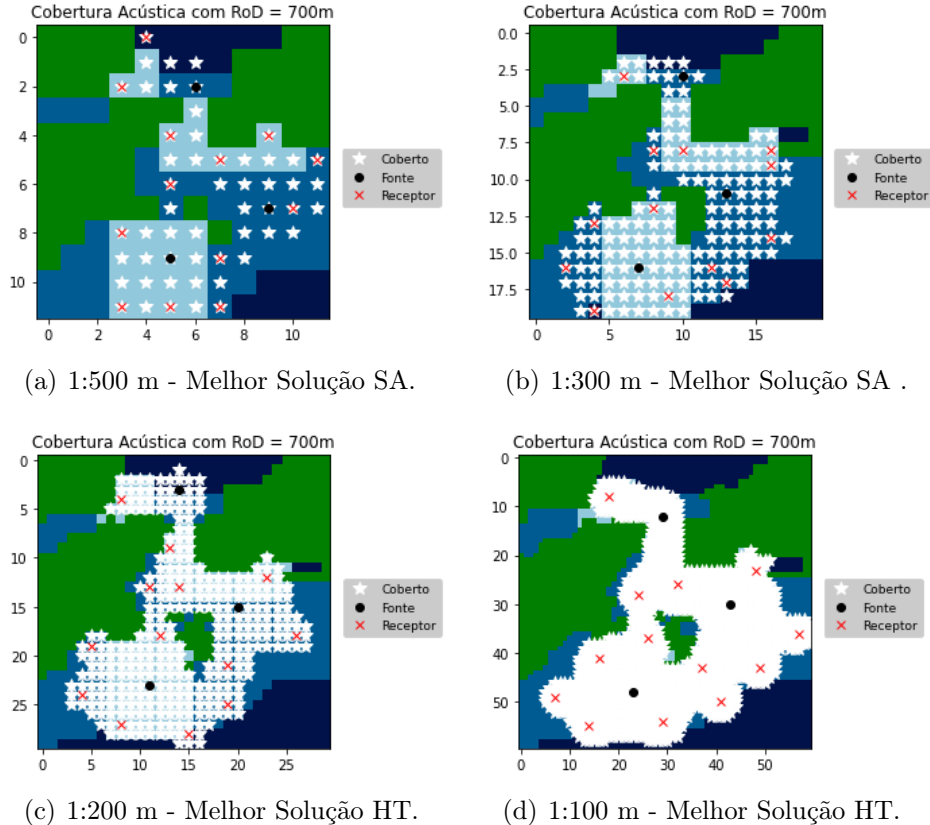 Cobertura Acústica com RoD = 700m
0
2
4
6
8
10
0 2 4 6 8 10
Coberto
Fonte
Receptor
(a) 1:500 m - Melhor Solução SA.
Cobertura Acústica com RoD = 700m
0.0
2.5
5.0
7.5
10.0
12.5
15.0
17.5
0 5 10 15
Coberto
Fonte
Receptor
(b) 1:300 m - Melhor Solução SA .
Cobertura Acústica com RoD = 700m
0
5
10
15
20
25
0 5 10 15 20 25
Coberto
Fonte
Receptor
(c) 1:200 m - Melhor Solução HT.
Cobertura Acústica com RoD = 700m
0
10
20
30
40
50
0 10 20 30 40 50
Coberto
Fonte
Receptor
(d) 1:100 m - Melhor Solução HT.